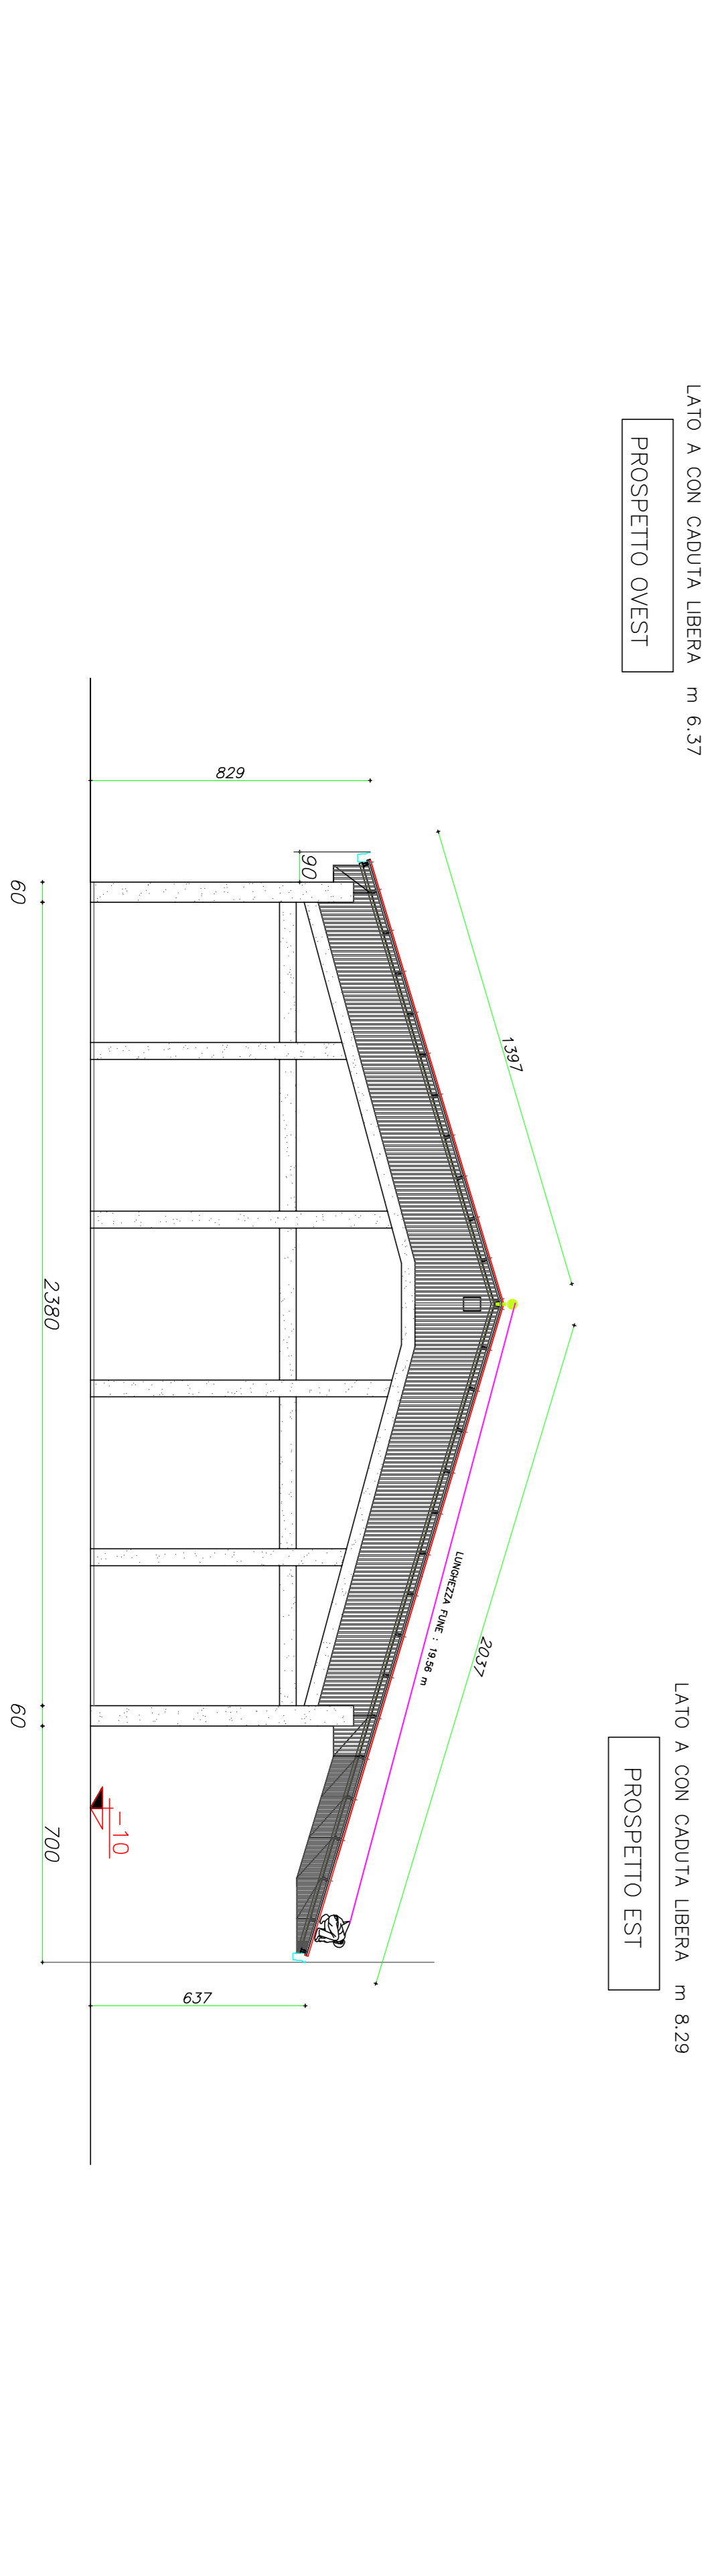 LATO A CON CADUTA LIBERA m 6.37
PROSPETTO OVEST
LATO A CON CADUTA LIBERA m 8.29
PROSPETTO EST
1397
2037
LUNGHEZZA FUNE : 19.56 m
829
90
637
-10
60
2380
60
700